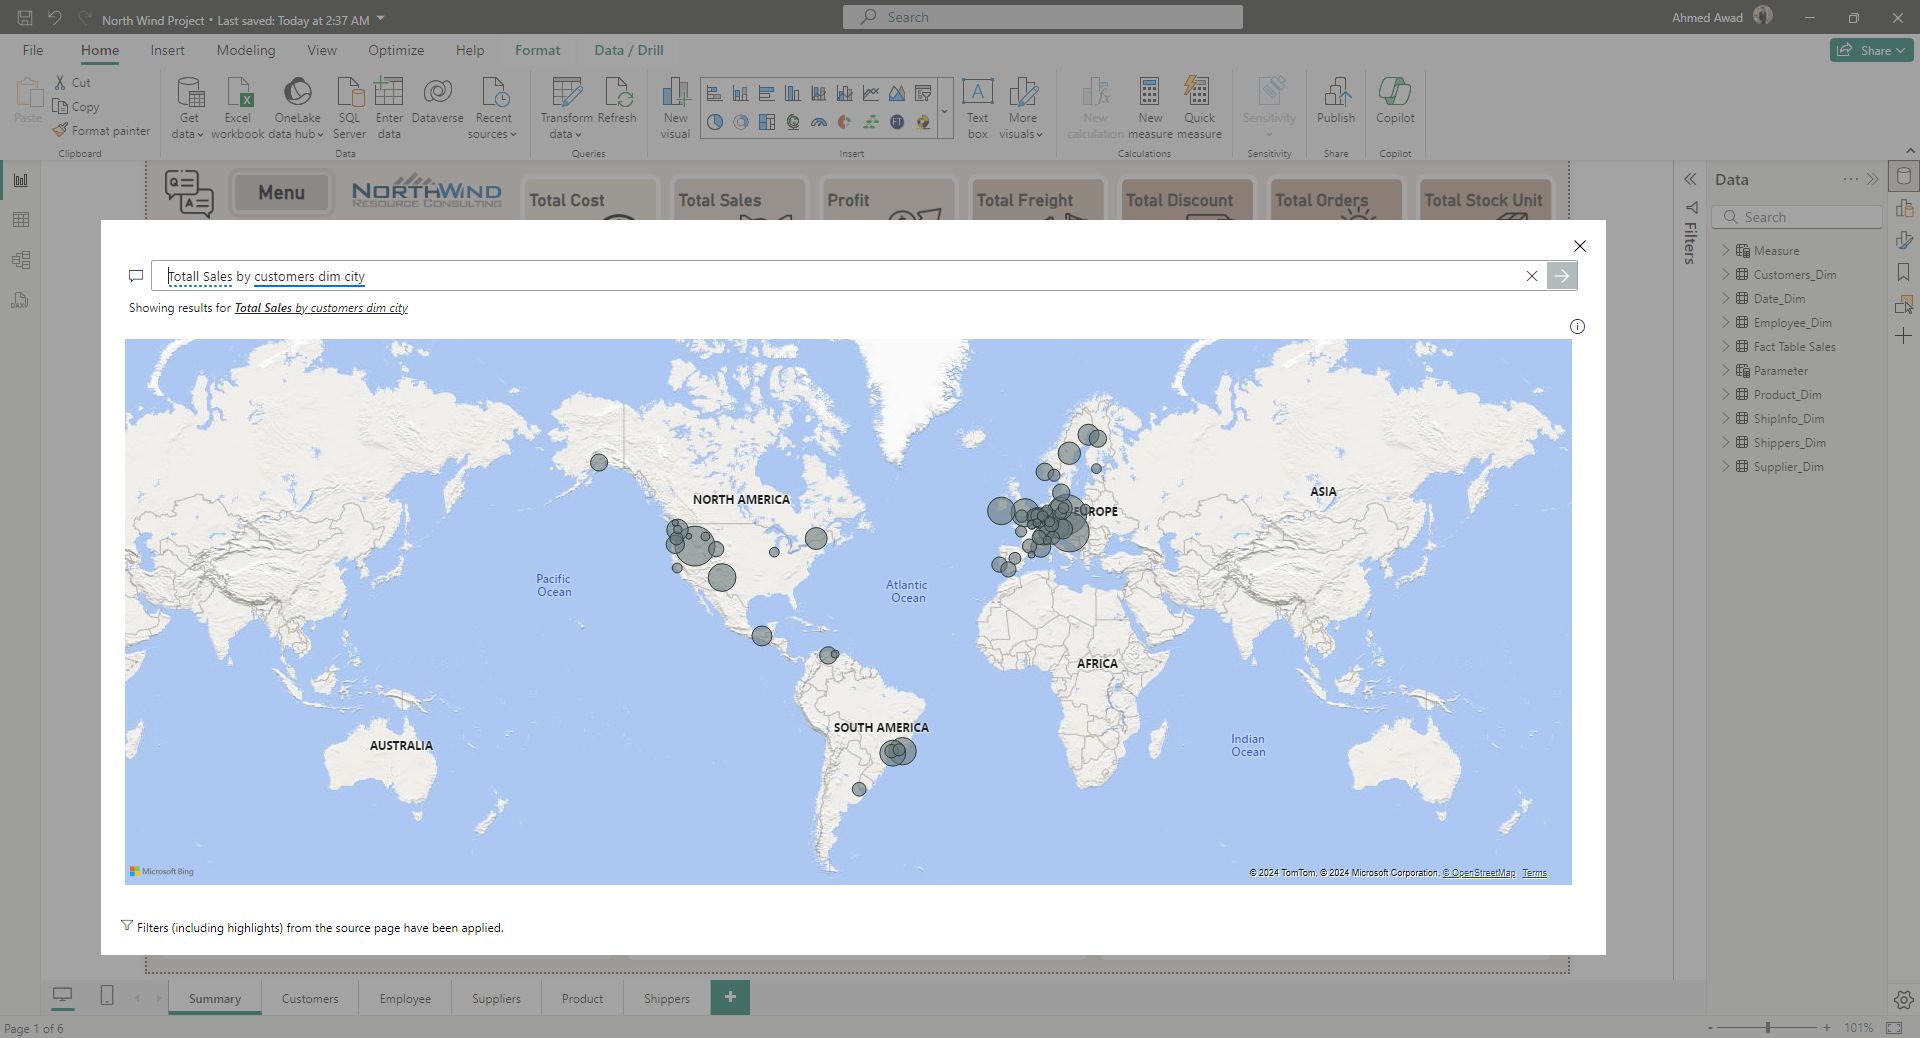 North Wind Project • Last saved: Today at 2:37 AM
Search
Ahmed Awad
File Home Insert Modeling View Optimize Help Format Data / Drill
Share
Paste
Cut
Copy
Format painter
Clipboard
Get data
Excel workbook
OneLake data hub
SQL Server
Enter data
Dataverse
Recent sources
Data
Transform data
Refresh
Queries
New visual
Text box
More visuals
Insert
New calculation
New measure
Quick measure
Calculations
Sensitivity
Sensitivity
Publish
Share
Copilot
Copilot
Menu
NORTHWIND
RESOURCE CONSULTING
Total Cost
Total Sales
Profit
Total Freight
Total Discount
Total Orders
Total Stock Unit
Totall Sales by customers dim city
Showing results for Total Sales by customers dim city
NORTH AMERICA
ASIA
EUROPE
Pacific
Ocean
Atlantic
Ocean
AFRICA
SOUTH AMERICA
AUSTRALIA
Indian
Ocean
Microsoft Bing
© 2024 TomTom, © 2024 Microsoft Corporation, © OpenStreetMap Terms
Filters (including highlights) from the source page have been applied.
Filters
Data
Search
Measure
Customers_Dim
Date_Dim
Employee_Dim
Fact Table Sales
Parameter
Product_Dim
ShipInfo_Dim
Shippers_Dim
Supplier_Dim
Summary
Customers
Employee
Suppliers
Product
Shippers
+
Page 1 of 6
- + 101%